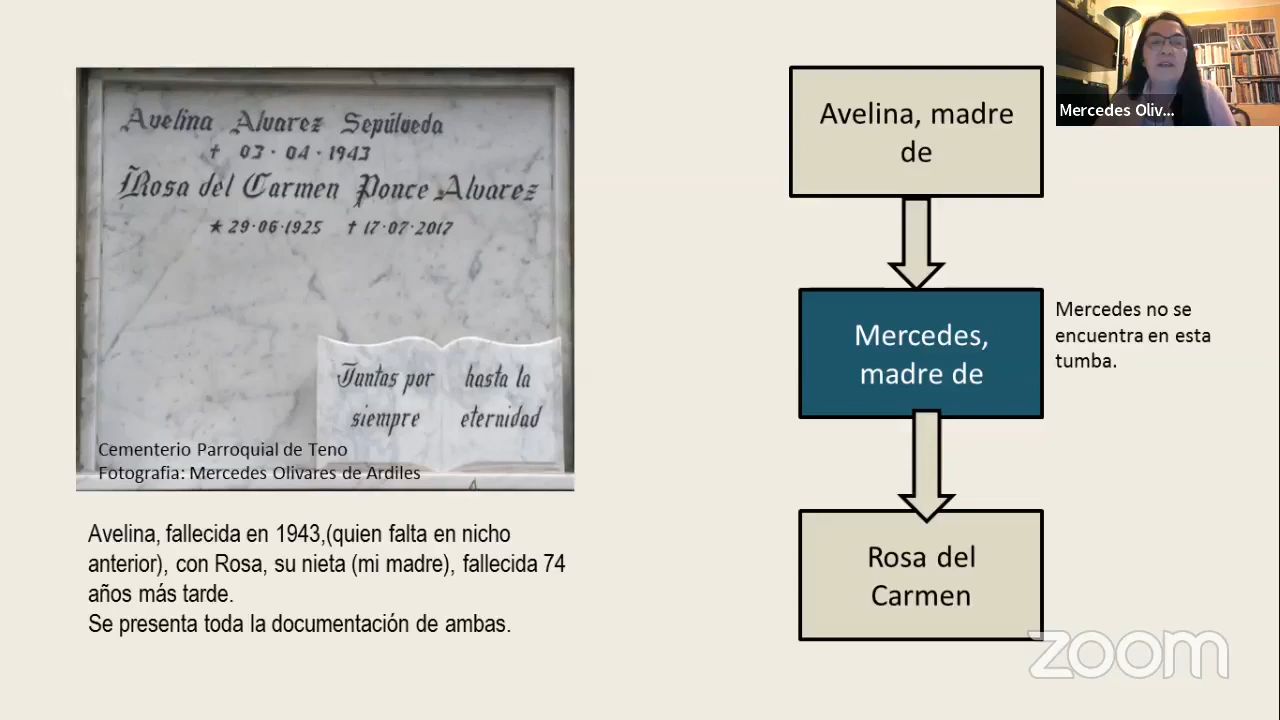 Avelina Alvarez Sepúlveda
✝ 03·04·1943
Rosa del Carmen Ponce Alvarez
★ 29·06·1925 ✝ 17·07·2017
Juntas por
siempre
hasta la
eternidad
Cementerio Parroquial de Teno
Fotografia: Mercedes Olivares de Ardiles
Avelina, fallecida en 1943,(quien falta en nicho
anterior), con Rosa, su nieta (mi madre), fallecida 74
años más tarde.
Se presenta toda la documentación de ambas.
Avelina, madre
de
Mercedes,
madre de
Mercedes no se
encuentra en esta
tumba.
Rosa del
Carmen
Mercedes Oliv...
zoom